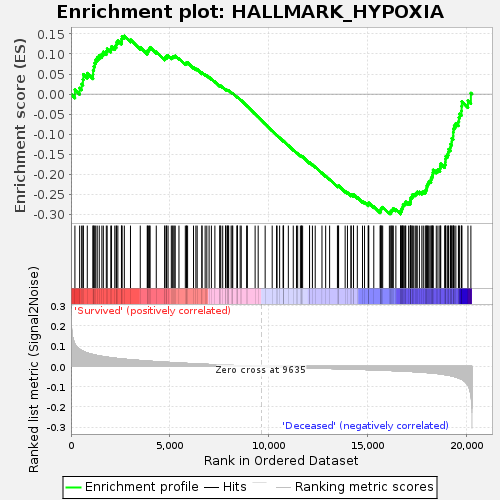 Enrichment plot: HALLMARK_HYPOXIA
Enrichment score (ES)
0.15
0.10
0.05
0.00
-0.05
-0.10
-0.15
-0.20
-0.25
-0.30
Ranked list metric (Signal2Noise)
'Survived' (positively correlated)
0.3
0.2
0.1
0.0
-0.1
-0.2
-0.3
Zero cross at 9635
'Deceased' (negatively correlated)
0
5,000
10,000
15,000
20,000
Rank in Ordered Dataset
Enrichment profile
Hits
Ranking metric scores